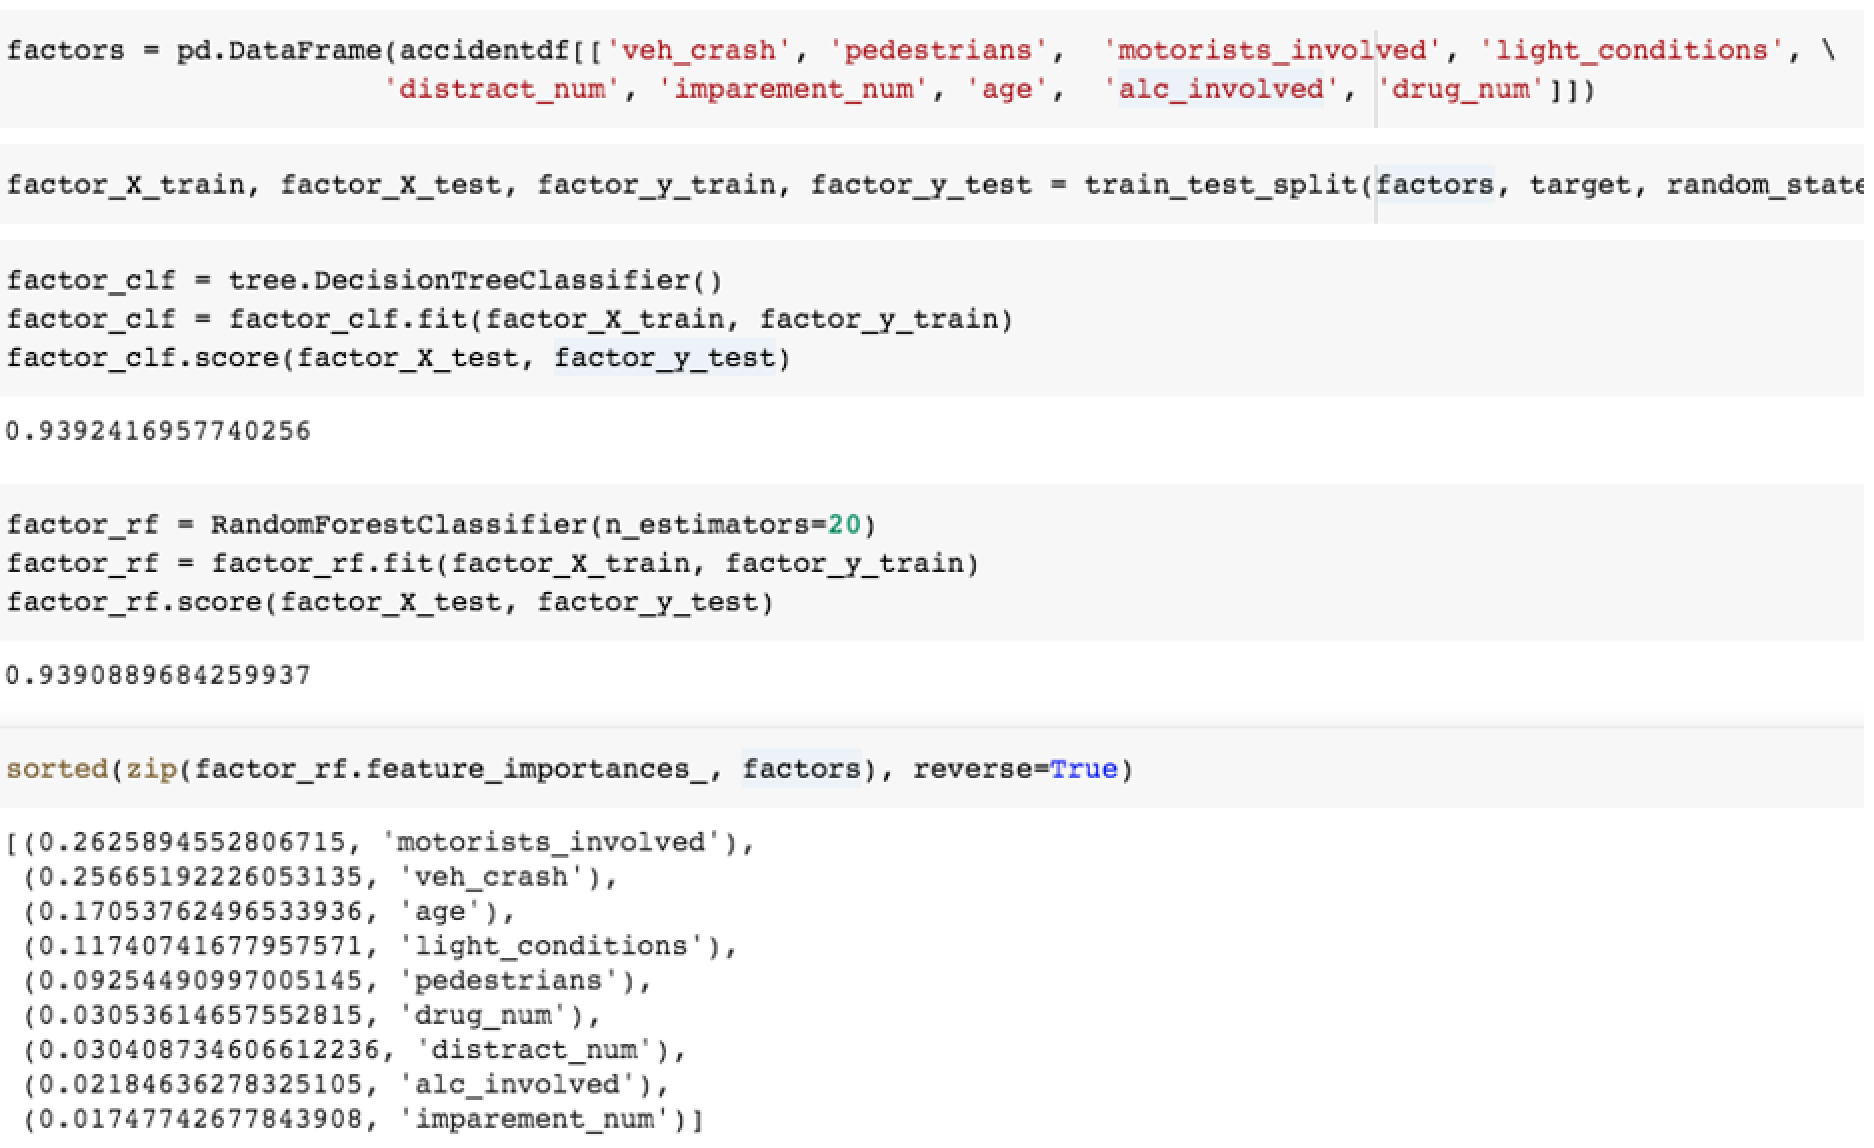 factors = pd.DataFrame(accidentdf[['veh_crash', 'pedestrians',  'motorists_involved', 'light_conditions', \
                      'distract_num', 'imparement_num', 'age',  'alc_involved', 'drug_num']])
factor_X_train, factor_X_test, factor_y_train, factor_y_test = train_test_split(factors, target, random_state
factor_clf = tree.DecisionTreeClassifier()
factor_clf = factor_clf.fit(factor_X_train, factor_y_train)
factor_clf.score(factor_X_test, factor_y_test)
0.9392416957740256
factor_rf = RandomForestClassifier(n_estimators=20)
factor_rf = factor_rf.fit(factor_X_train, factor_y_train)
factor_rf.score(factor_X_test, factor_y_test)
0.9390889684259937
sorted(zip(factor_rf.feature_importances_, factors), reverse=True)
[(0.2625894552806715, 'motorists_involved'),
 (0.25665192226053135, 'veh_crash'),
 (0.17053762496533936, 'age'),
 (0.11740741677957571, 'light_conditions'),
 (0.09254490997005145, 'pedestrians'),
 (0.03053614657552815, 'drug_num'),
 (0.030408734606612236, 'distract_num'),
 (0.02184636278325105, 'alc_involved'),
 (0.01747742677843908, 'imparement_num')]